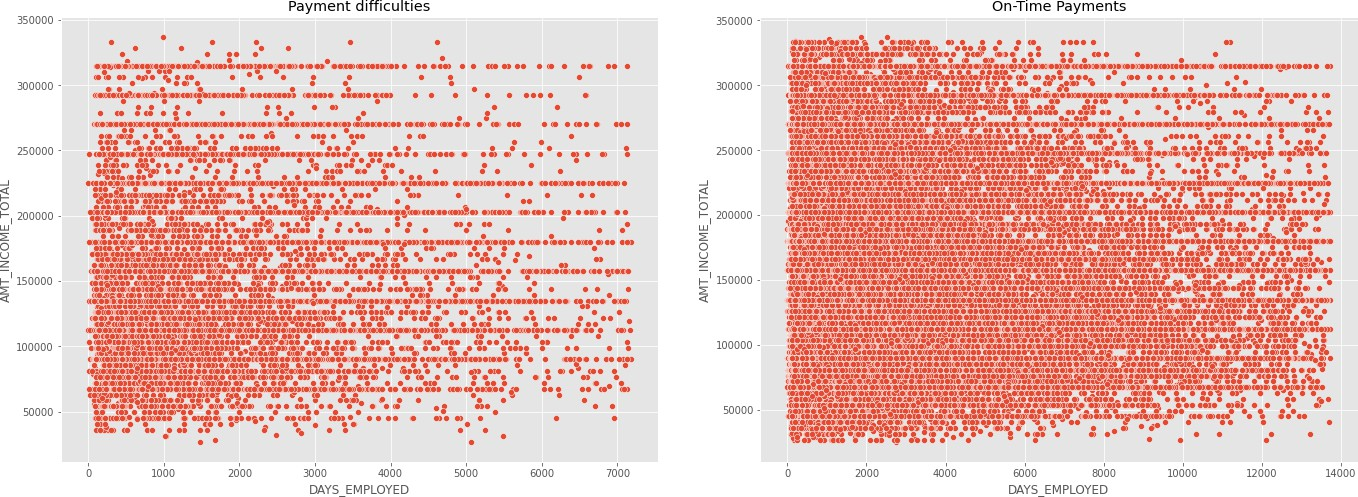 Payment difficulties
350000
300000
250000
200000
150000
100000
50000
AMT_INCOME_TOTAL
0 1000 2000 3000 4000 5000 6000 7000
DAYS_EMPLOYED
On-Time Payments
350000
300000
250000
200000
150000
100000
50000
AMT_INCOME_TOTAL
0 2000 4000 6000 8000 10000 12000 14000
DAYS_EMPLOYED